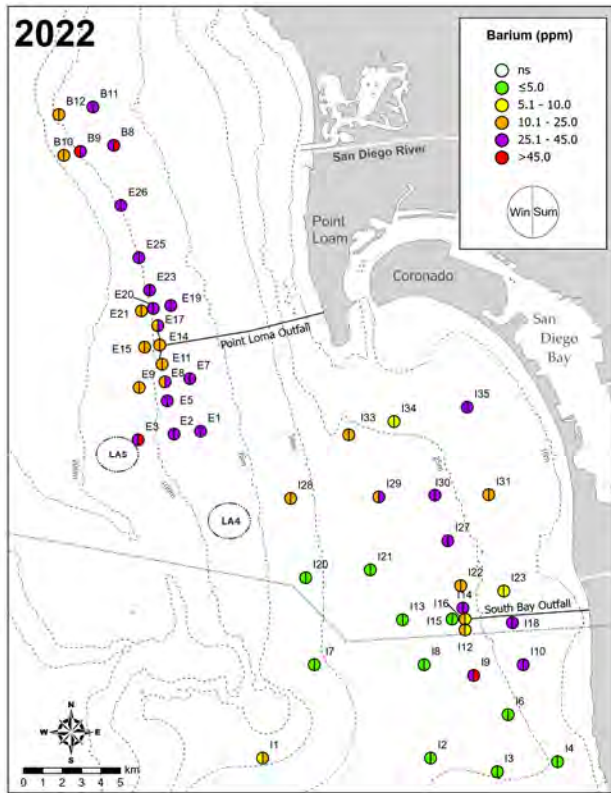 2022
Barium (ppm)
ns
≤5.0
5.1 - 10.0
10.1 - 25.0
25.1 - 45.0
>45.0
Win Sum
B12
B11
B10
B9
B8
San Diego River
Point
Loam
E26
Coronado
E25
E23
E20
E19
E21
E17
San
Diego
Bay
E14
Point Loma Outfall
E15
E11
E9
E8
E7
E5
E3
E2
E1
LA5
I35
I34
I33
I28
I29
I30
I31
LA4
I27
I20
I21
I22
I23
I14
I16
I13
South Bay Outfall
I15
I18
I12
I7
I8
I9
I10
I6
I1
I2
I3
I4
N
W E
S
0 1 2 3 4 5 km